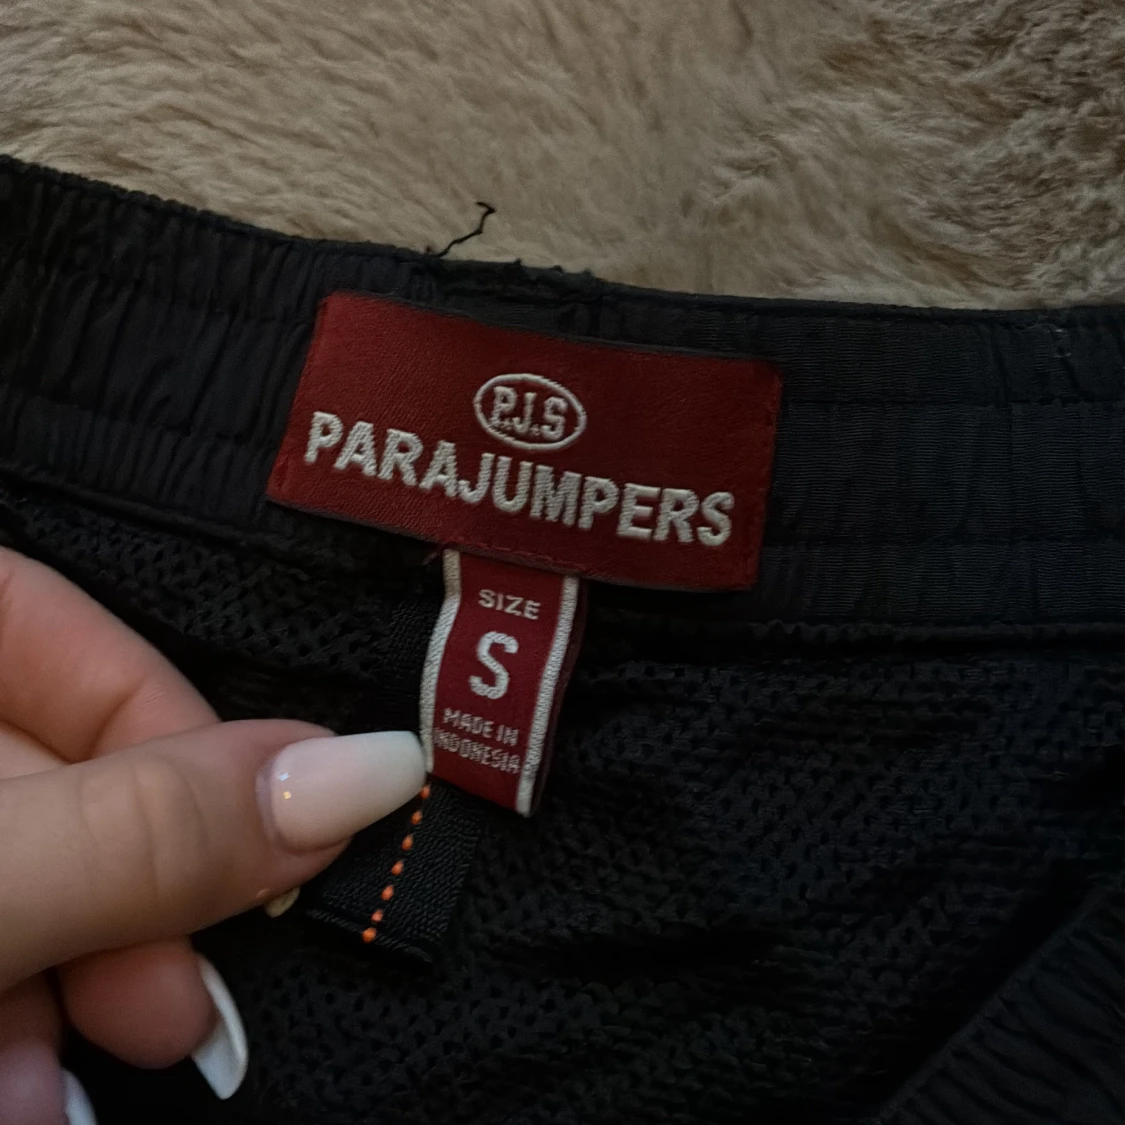 P.J.S
PARAJUMPERS
SIZE
S
MADE IN
INDONESIA